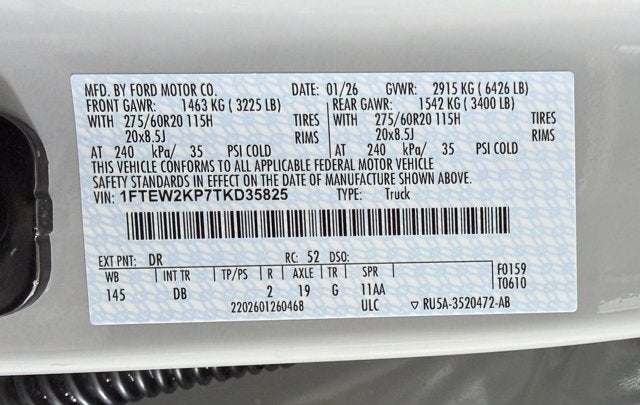 MFD. BY FORD MOTOR CO. DATE: 01/26 GVWR: 2915 KG ( 6426 LB)
FRONT GAWR: 1463 KG ( 3225 LB) REAR GAWR: 1542 KG ( 3400 LB)
WITH 275/60R20 115H TIRES WITH 275/60R20 115H TIRES
20x8.5J RIMS 20x8.5J RIMS
AT 240 kPa/ 35 PSI COLD AT 240 kPa/ 35 PSI COLD
THIS VEHICLE CONFORMS TO ALL APPLICABLE FEDERAL MOTOR VEHICLE
SAFETY STANDARDS IN EFFECT ON THE DATE OF MANUFACTURE SHOWN ABOVE.
VIN: 1FTEW2KP7TKD35825 TYPE: Truck
EXT PNT: DR RC: 52 DSO:
WB INT TR TP/PS R AXLE TR SPR F0159
145 DB 2 19 G 11AA T0610
2202601260468 ULC ▽ RU5A-3520472-AB